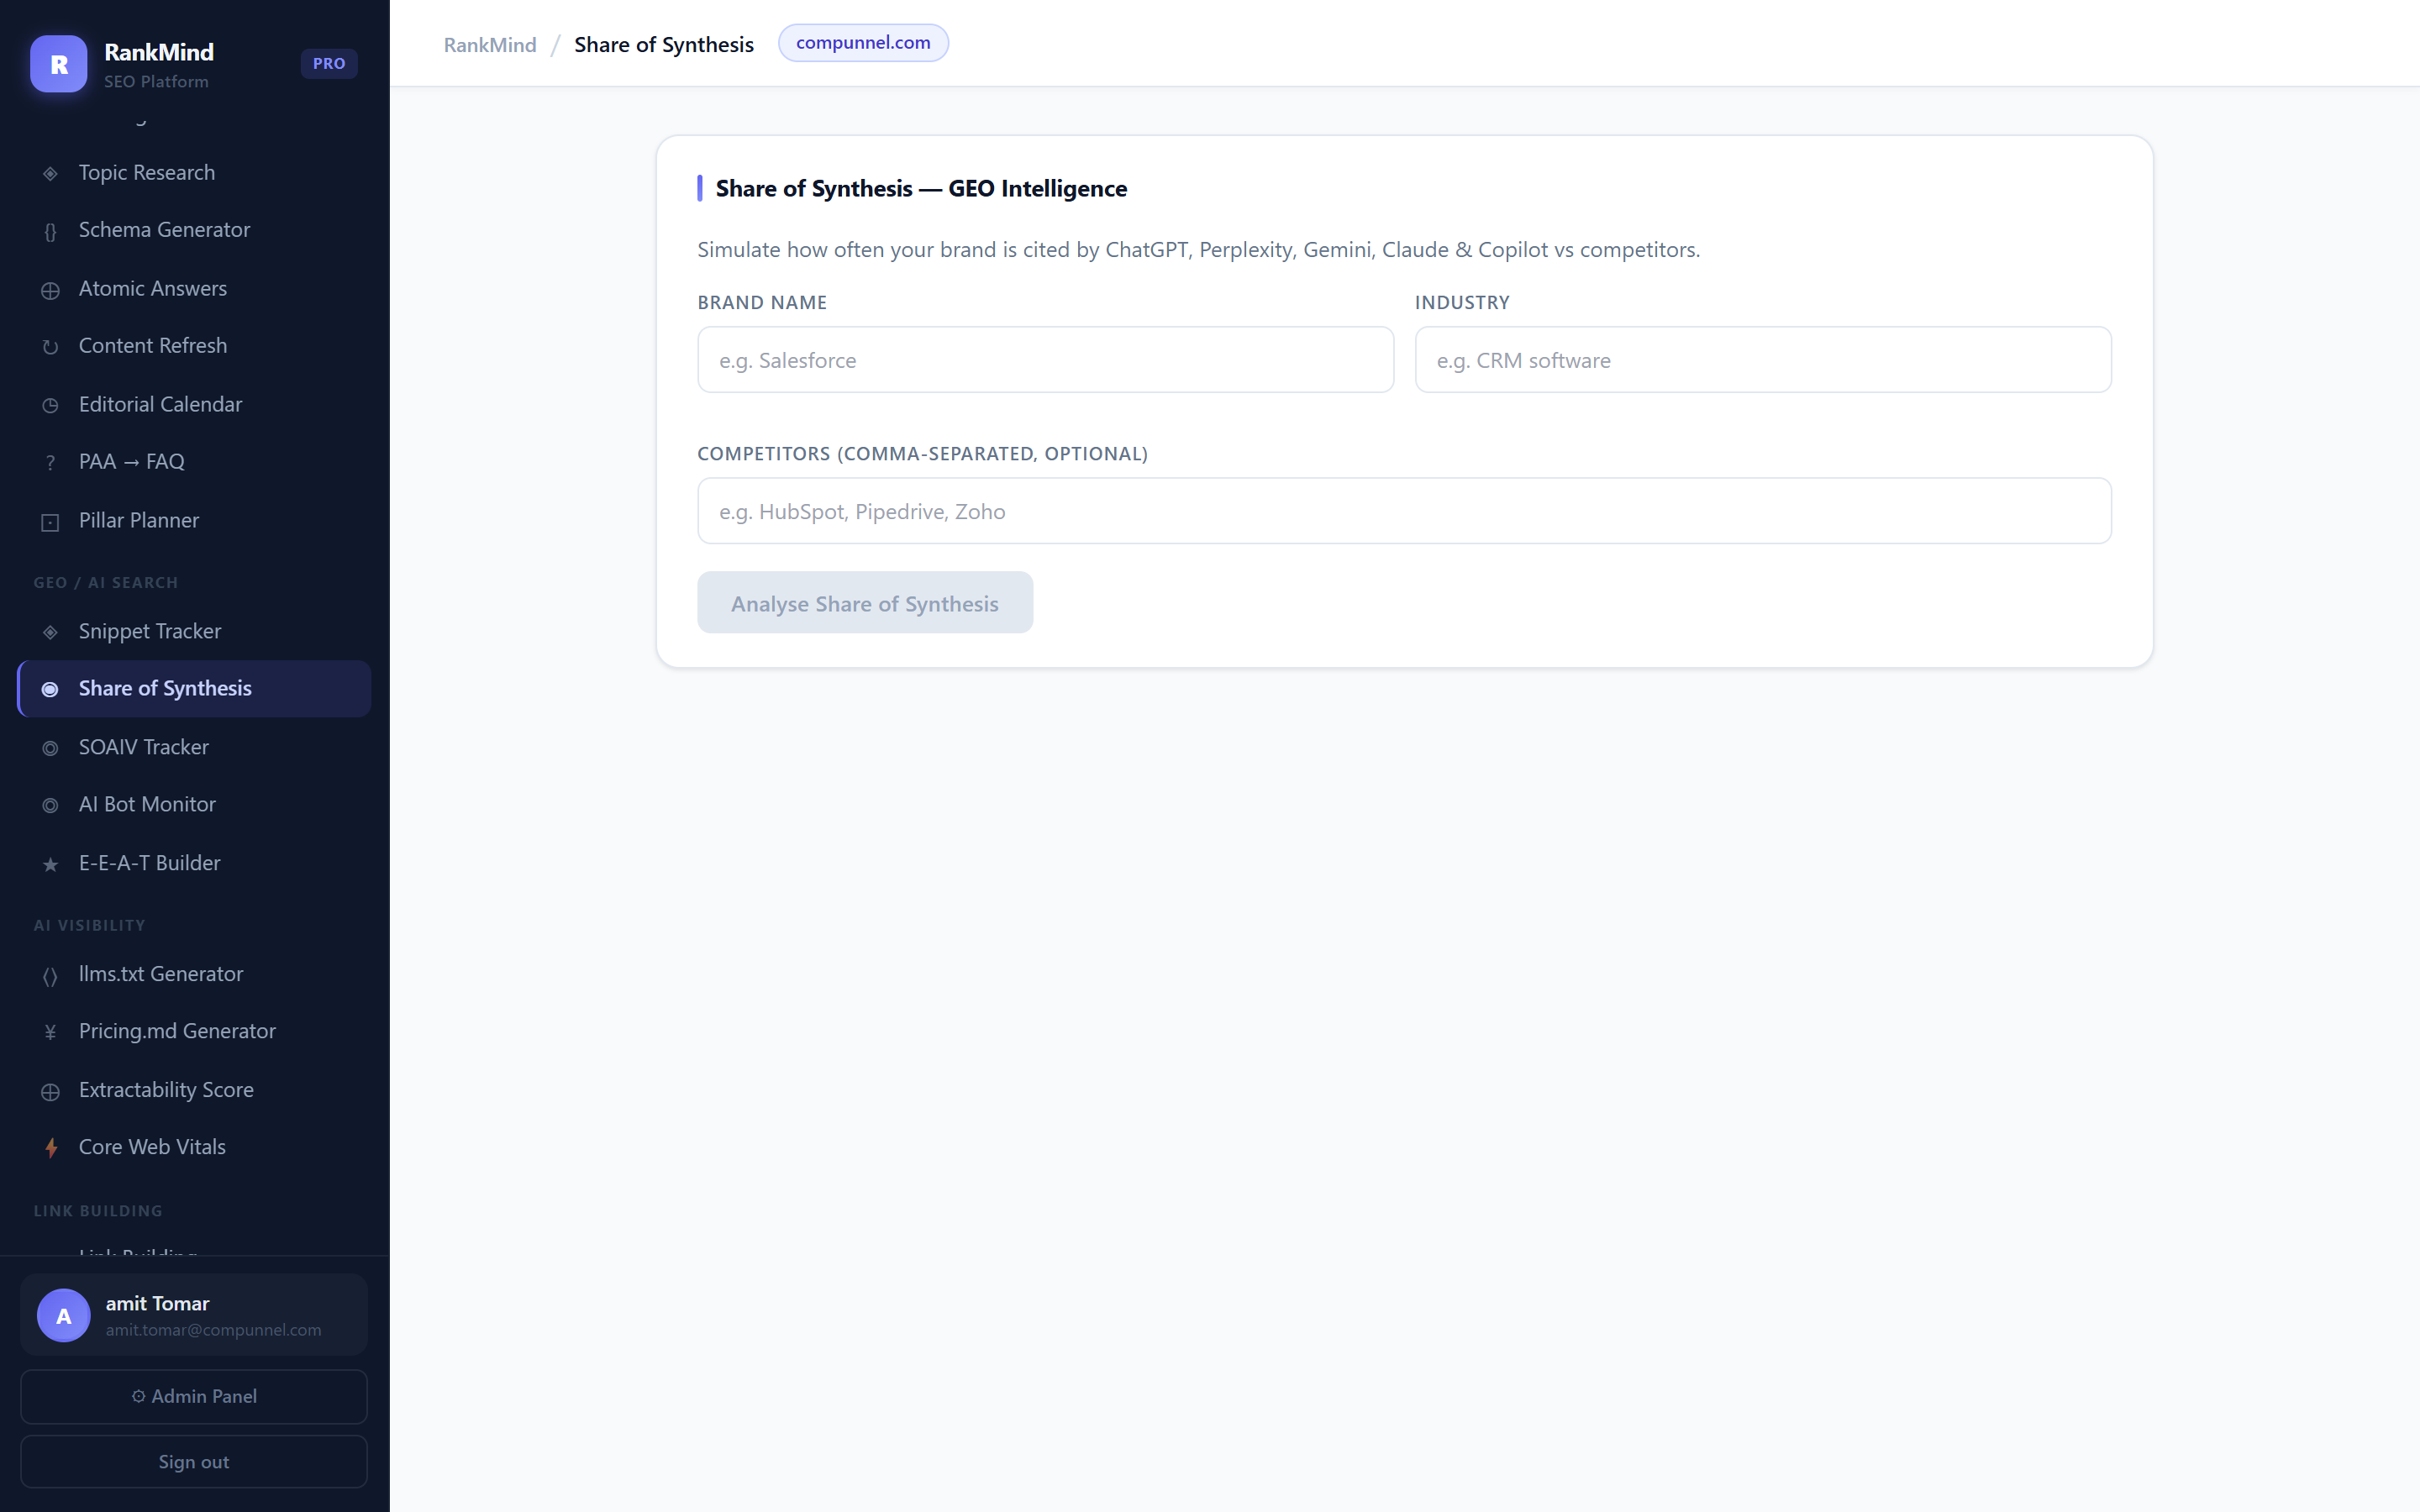 R
RankMind
SEO Platform
PRO
Topic Research
{} Schema Generator
Atomic Answers
Content Refresh
Editorial Calendar
? PAA → FAQ
Pillar Planner
GEO / AI SEARCH
Snippet Tracker
Share of Synthesis
SOAIV Tracker
AI Bot Monitor
★ E-E-A-T Builder
AI VISIBILITY
⟨⟩ llms.txt Generator
¥ Pricing.md Generator
Extractability Score
Core Web Vitals
LINK BUILDING
Link Building
A
amit Tomar
amit.tomar@compunnel.com
⚙ Admin Panel
Sign out
RankMind / Share of Synthesis compunnel.com
Share of Synthesis — GEO Intelligence
Simulate how often your brand is cited by ChatGPT, Perplexity, Gemini, Claude & Copilot vs competitors.
BRAND NAME
e.g. Salesforce
INDUSTRY
e.g. CRM software
COMPETITORS (COMMA-SEPARATED, OPTIONAL)
e.g. HubSpot, Pipedrive, Zoho
Analyse Share of Synthesis